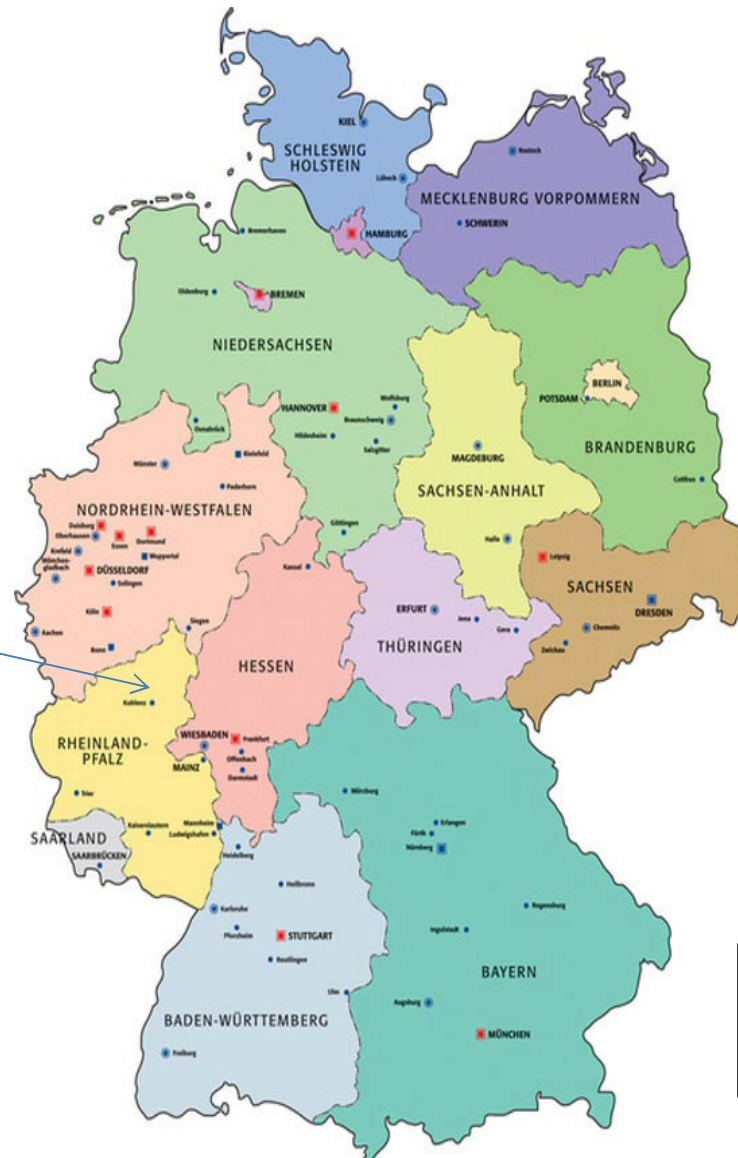 KIEL
SCHLESWIG
HOLSTEIN
Lübeck
Rostock
MECKLENBURG VORPOMMERN
SCHWERIN
HAMBURG
Bremerhaven
Oldenburg
BREMEN
NIEDERSACHSEN
HANNOVER
Wolfsburg
Braunschweig
Hildesheim
Salzgitter
Osnabrück
BERLIN
POTSDAM
BRANDENBURG
Cottbus
MAGDEBURG
SACHSEN-ANHALT
Halle
Münster
Bielefeld
Paderborn
NORDRHEIN-WESTFALEN
Duisburg
Oberhausen
Essen
Dortmund
Krefeld
Wuppertal
Mönchen-
gladbach
DÜSSELDORF
Solingen
Köln
Aachen
Bonn
Siegen
Göttingen
Kassel
HESSEN
ERFURT
Jena
Gera
THÜRINGEN
Leipzig
SACHSEN
DRESDEN
Chemnitz
Zwickau
Koblenz
RHEINLAND-
PFALZ
WIESBADEN
Frankfurt
Offenbach
MAINZ
Darmstadt
Trier
Kaiserslautern
Mannheim
Ludwigshafen
SAARLAND
SAARBRÜCKEN
Heidelberg
Würzburg
Erlangen
Fürth
Nürnberg
Heilbronn
Karlsruhe
Pforzheim
STUTTGART
Reutlingen
Ulm
BADEN-WÜRTTEMBERG
Freiburg
Regensburg
Ingolstadt
BAYERN
Augsburg
MÜNCHEN